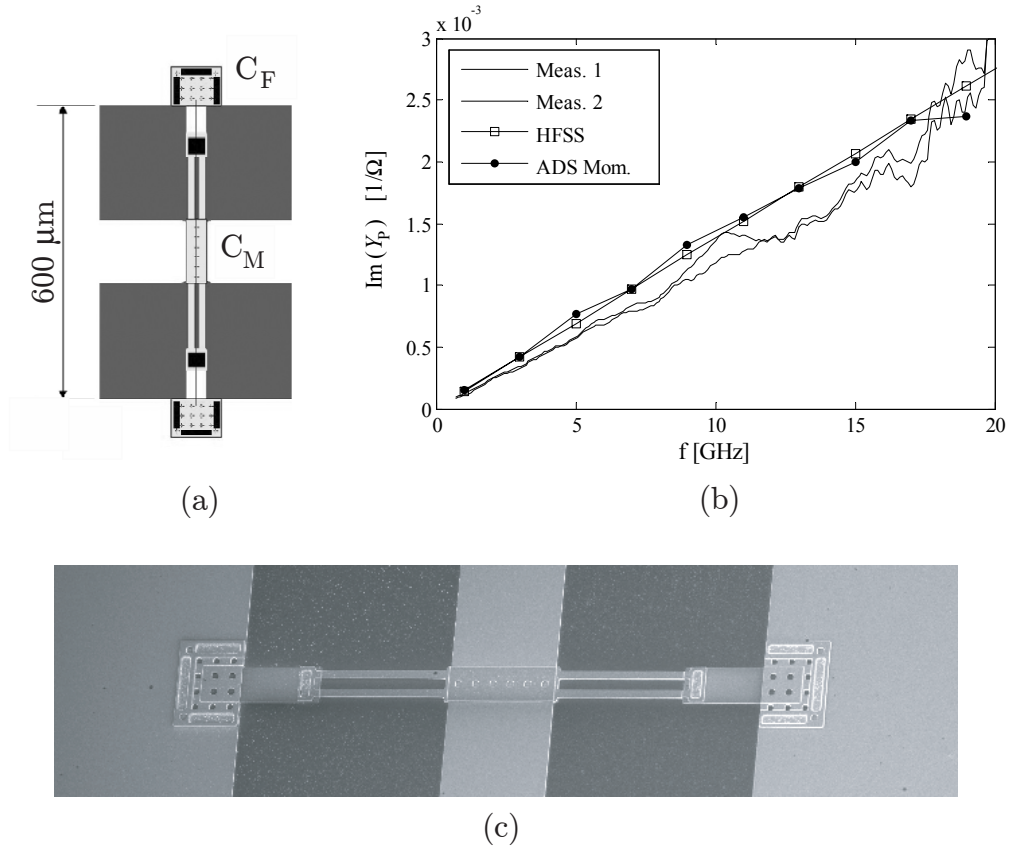 C_F
600 μm
C_M
(a)
x 10^-3
3
2.5
2
1.5
1
0.5
0
Im (Y_p) [1/Ω]
Meas. 1
Meas. 2
HFSS
ADS Mom.
0 5 10 15 20
f [GHz]
(b)
(c)